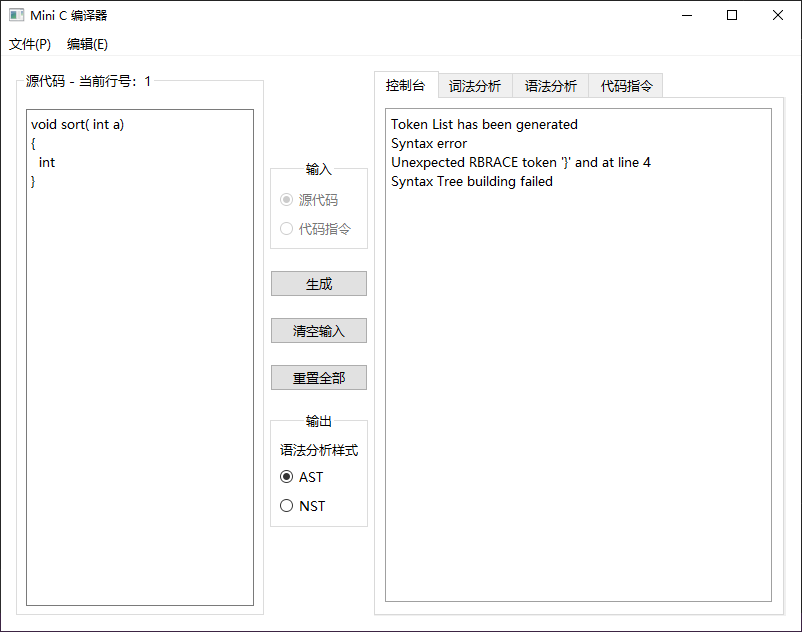 Mini C 编译器
文件(P) 编辑(E)
源代码 - 当前行号：1
void sort( int a)
{
int
}
输入
源代码
代码指令
生成
清空输入
重置全部
输出
语法分析样式
AST
NST
控制台 词法分析 语法分析 代码指令
Token List has been generated
Syntax error
Unexpected RBRACE token '}' and at line 4
Syntax Tree building failed